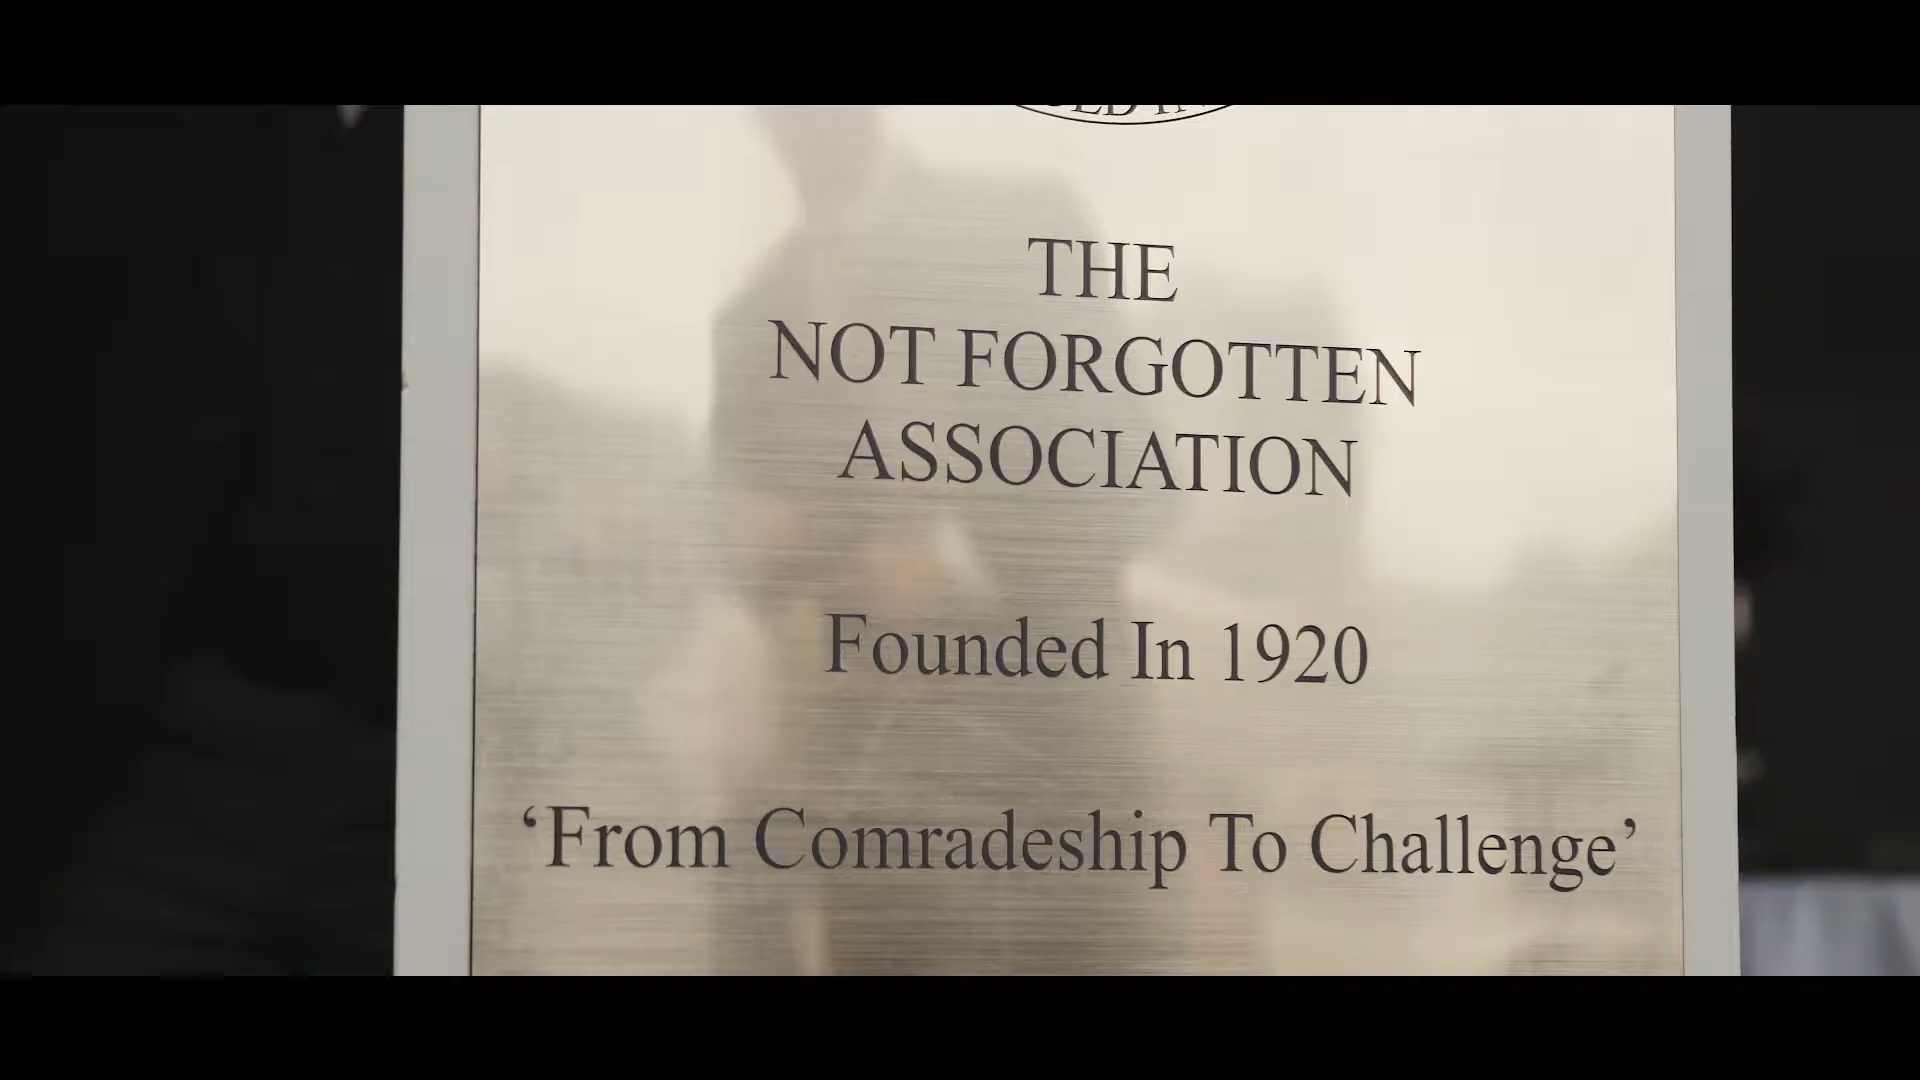 THE
NOT FORGOTTEN
ASSOCIATION
Founded In 1920
‘From Comradeship To Challenge’